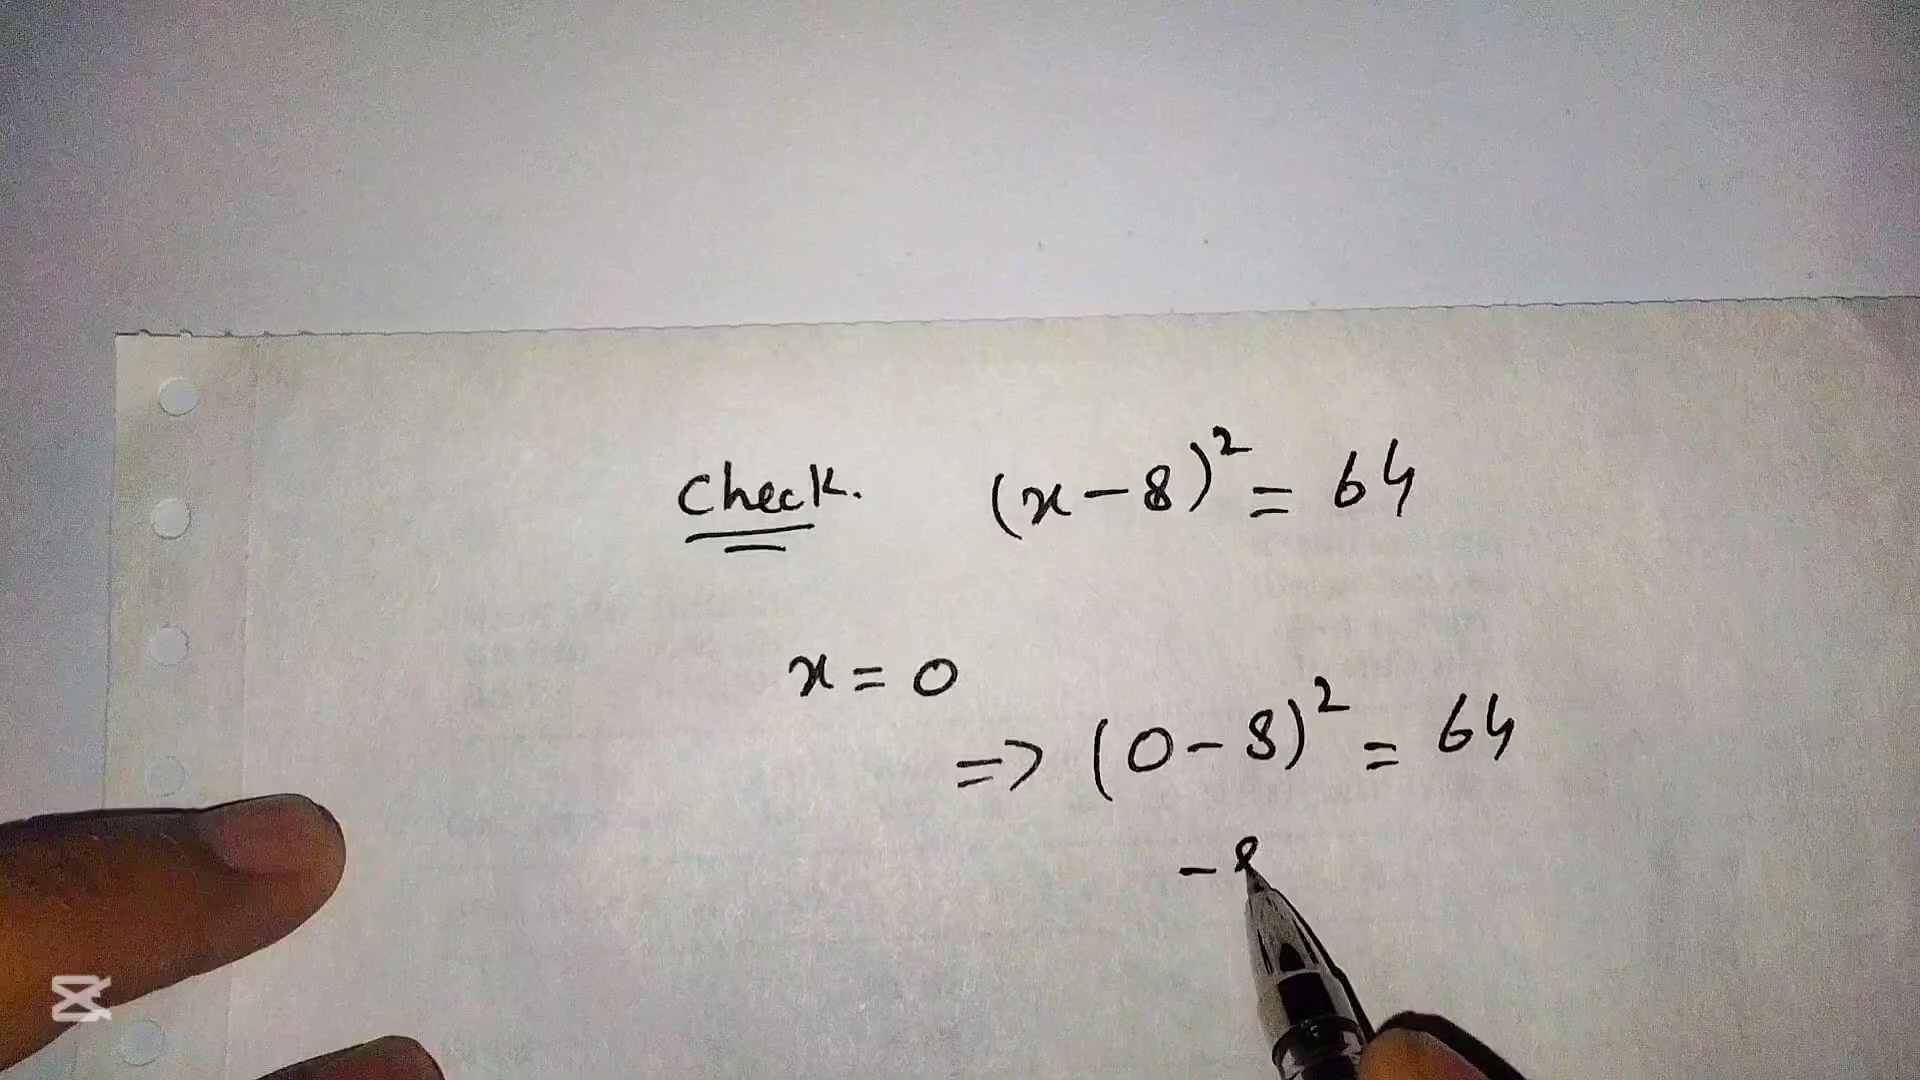 Check. (x-8)² = 64
x = 0
=> (0-8)² = 64
-8